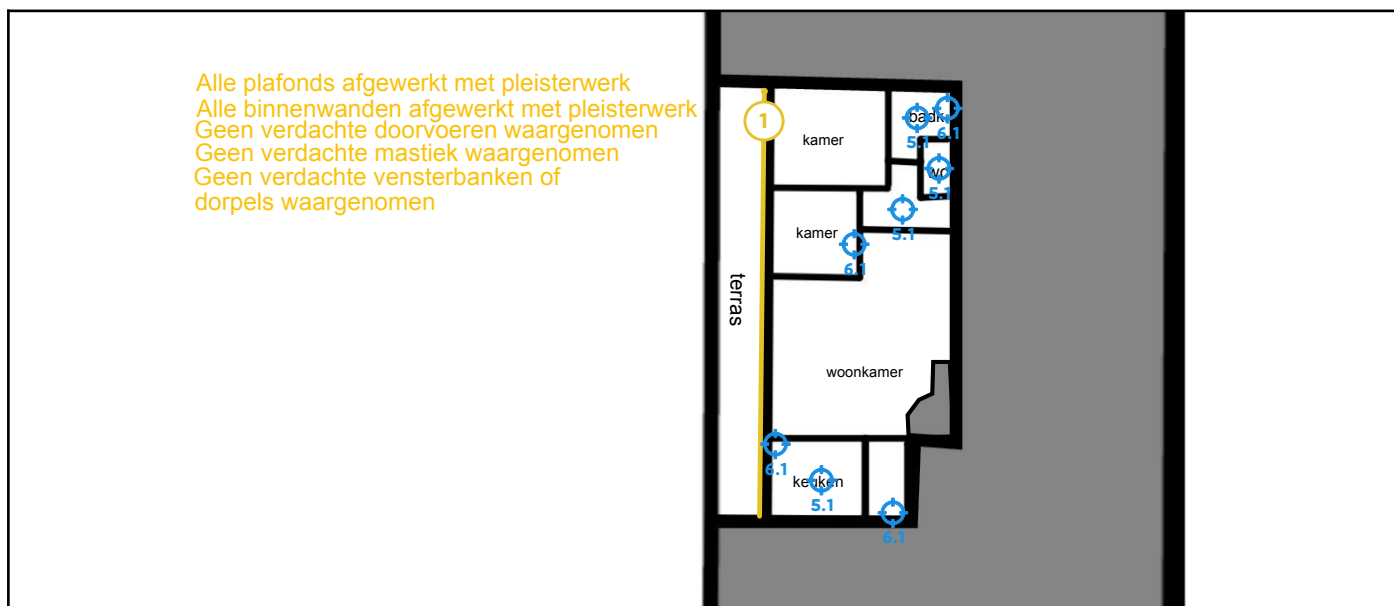 Alle plafonds afgewerkt met pleisterwerk
Alle binnenwanden afgewerkt met pleisterwerk
Geen verdachte doorvoeren waargenomen
Geen verdachte mastiek waargenomen
Geen verdachte vensterbanken of
dorpels waargenomen
1
kamer
badk
5.1
6.1
wc
5.1
5.1
kamer
6.1
terras
woonkamer
6.1
keuken
5.1
6.1